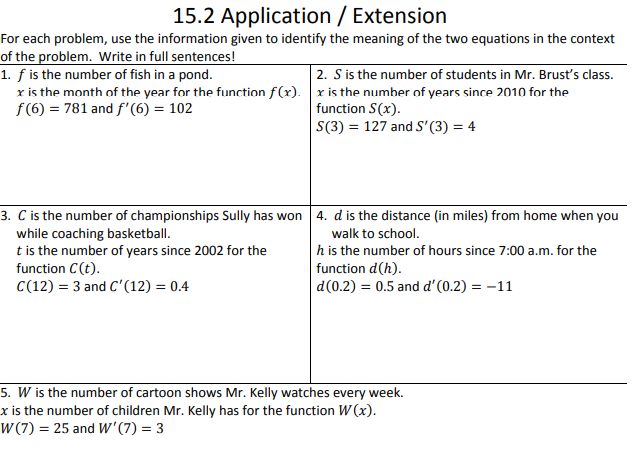 15.2 Application / Extension
For each problem, use the information given to identify the meaning of the two equations in the context
of the problem. Write in full sentences!
1. f is the number of fish in a pond.
x is the month of the year for the function f(x).
f(6) = 781 and f′(6) = 102
2. S is the number of students in Mr. Brust's class.
x is the number of years since 2010 for the
function S(x).
S(3) = 127 and S′(3) = 4
3. C is the number of championships Sully has won
while coaching basketball.
t is the number of years since 2002 for the
function C(t).
C(12) = 3 and C′(12) = 0.4
4. d is the distance (in miles) from home when you
walk to school.
h is the number of hours since 7:00 a.m. for the
function d(h).
d(0.2) = 0.5 and d′(0.2) = −11
5. W is the number of cartoon shows Mr. Kelly watches every week.
x is the number of children Mr. Kelly has for the function W(x).
W(7) = 25 and W′(7) = 3